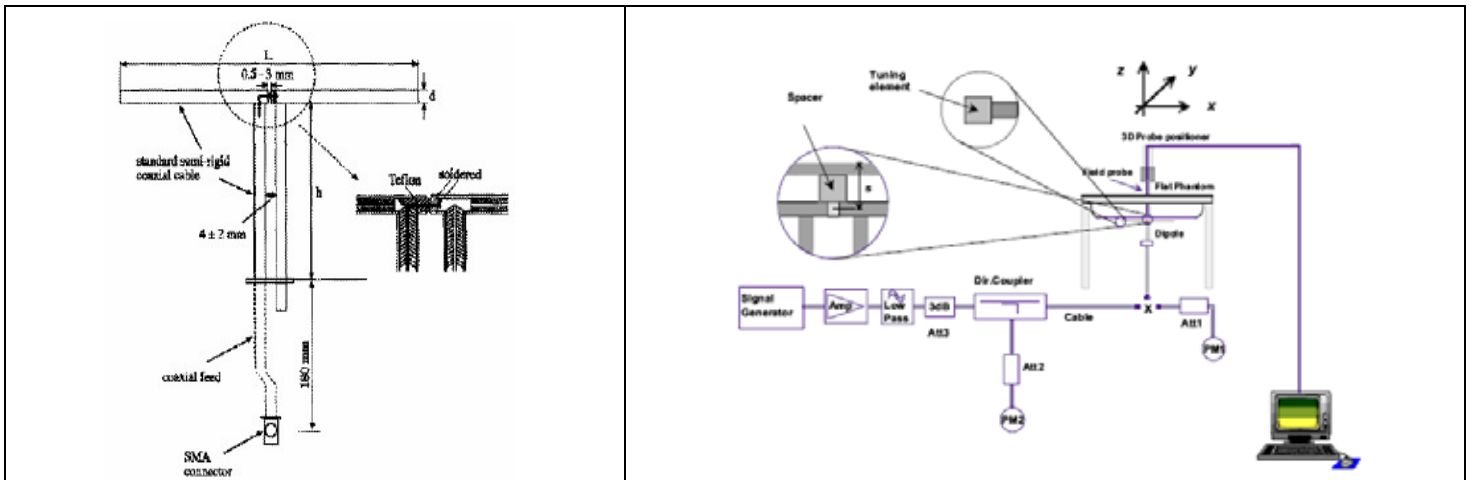 L
0.5 - 3 mm
d
standard semi-rigid
coaxial cable
h
Teflon
soldered
4 ± 2 mm
coaxial feed
180 mm
SMA
connector
Tuning
element
Spacer
s
z
y
x
3D Probe positioner
Field probe
Flat Phantom
Dipole
Dir.Coupler
Signal
Generator
Amp
Low
Pass
3dB
Att3
Cable
X
Att1
PM1
Att2
PM2